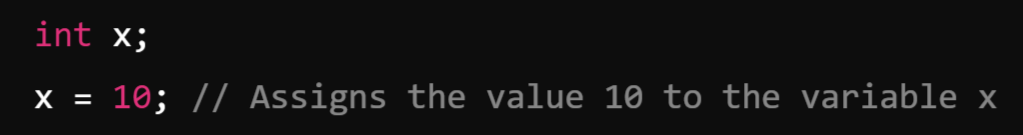 int x;
x = 10; // Assigns the value 10 to the variable x